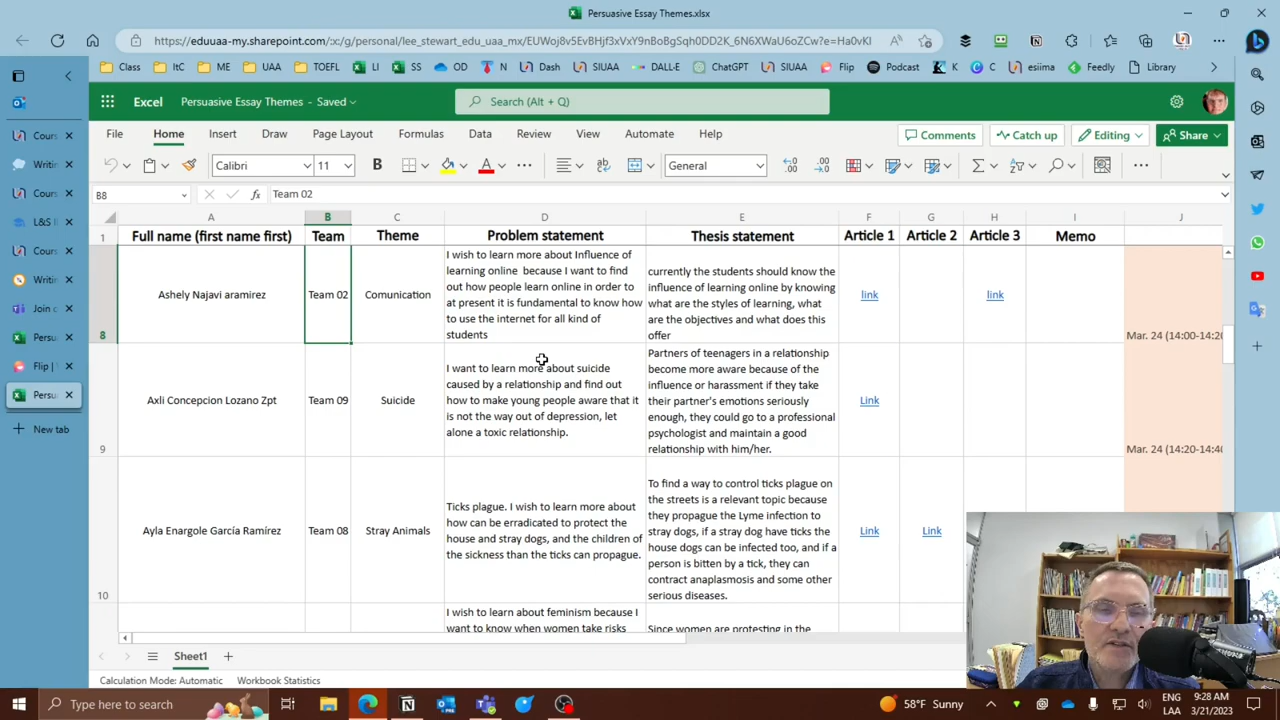 Persuasive Essay Themes.xlsx
https://eduuaa-my.sharepoint.com/:x:/g/personal/lee_stewart_edu_uaa_mx/EUWoj8v5EvBHjf3xVxY9nBoBgSqh0DD2K_6N6XWaU6oZCw?e=Ha0vKI
Class ItC ME UAA TOEFL LI SS OD N Dash SIUAA DALL-E ChatGPT SIUAA Flip Podcast K C esiima Feedly Library
Excel Persuasive Essay Themes - Saved Search (Alt + Q)
File Home Insert Draw Page Layout Formulas Data Review View Automate Help Comments Catch up Editing Share
Calibri 11 B A General
B8 fx Team 02
A B C D E F G H I J
1 Full name (first name first) Team Theme Problem statement Thesis statement Article 1 Article 2 Article 3 Memo
8
Ashely Najavi aramirez
Team 02
Comunication
I wish to learn more about Influence of
learning online because I want to find
out how people learn online in order to
at present it is fundamental to know how
to use the internet for all kind of
students
currently the students should know the
influence of learning online by knowing
what are the styles of learning, what
are the objectives and what does this
offer
link
link
Mar. 24 (14:00-14:20
9
Axli Concepcion Lozano Zpt
Team 09
Suicide
I want to learn more about suicide
caused by a relationship and find out
how to make young people aware that it
is not the way out of depression, let
alone a toxic relationship.
Partners of teenagers in a relationship
become more aware because of the
influence or harassment if they take
their partner's emotions seriously
enough, they could go to a professional
psychologist and maintain a good
relationship with him/her.
Link
Mar. 24 (14:20-14:40
10
Ayla Enargole García Ramírez
Team 08
Stray Animals
Ticks plague. I wish to learn more about
how can be erradicated to protect the
house and stray dogs, and the children of
the sickness than the ticks can propague.
To find a way to control ticks plague on
the streets is a relevant topic because
they propague the Lyme infection to
stray dogs, if a stray dog have ticks the
house dogs can be infected too, and if a
person is bitten by a tick, they can
contract anaplasmosis and some other
serious diseases.
Link
Link
I wish to learn about feminism because I
want to know when women take risks
Since women are protesting in the
Cours
Writin
Cours
L&S I
Cours
Writin
Join c
Persu
Flip |
Persu
New tab
Sheet1
Calculation Mode: Automatic Workbook Statistics
Type here to search
58°F Sunny
ENG
LAA
9:28 AM
3/21/2023